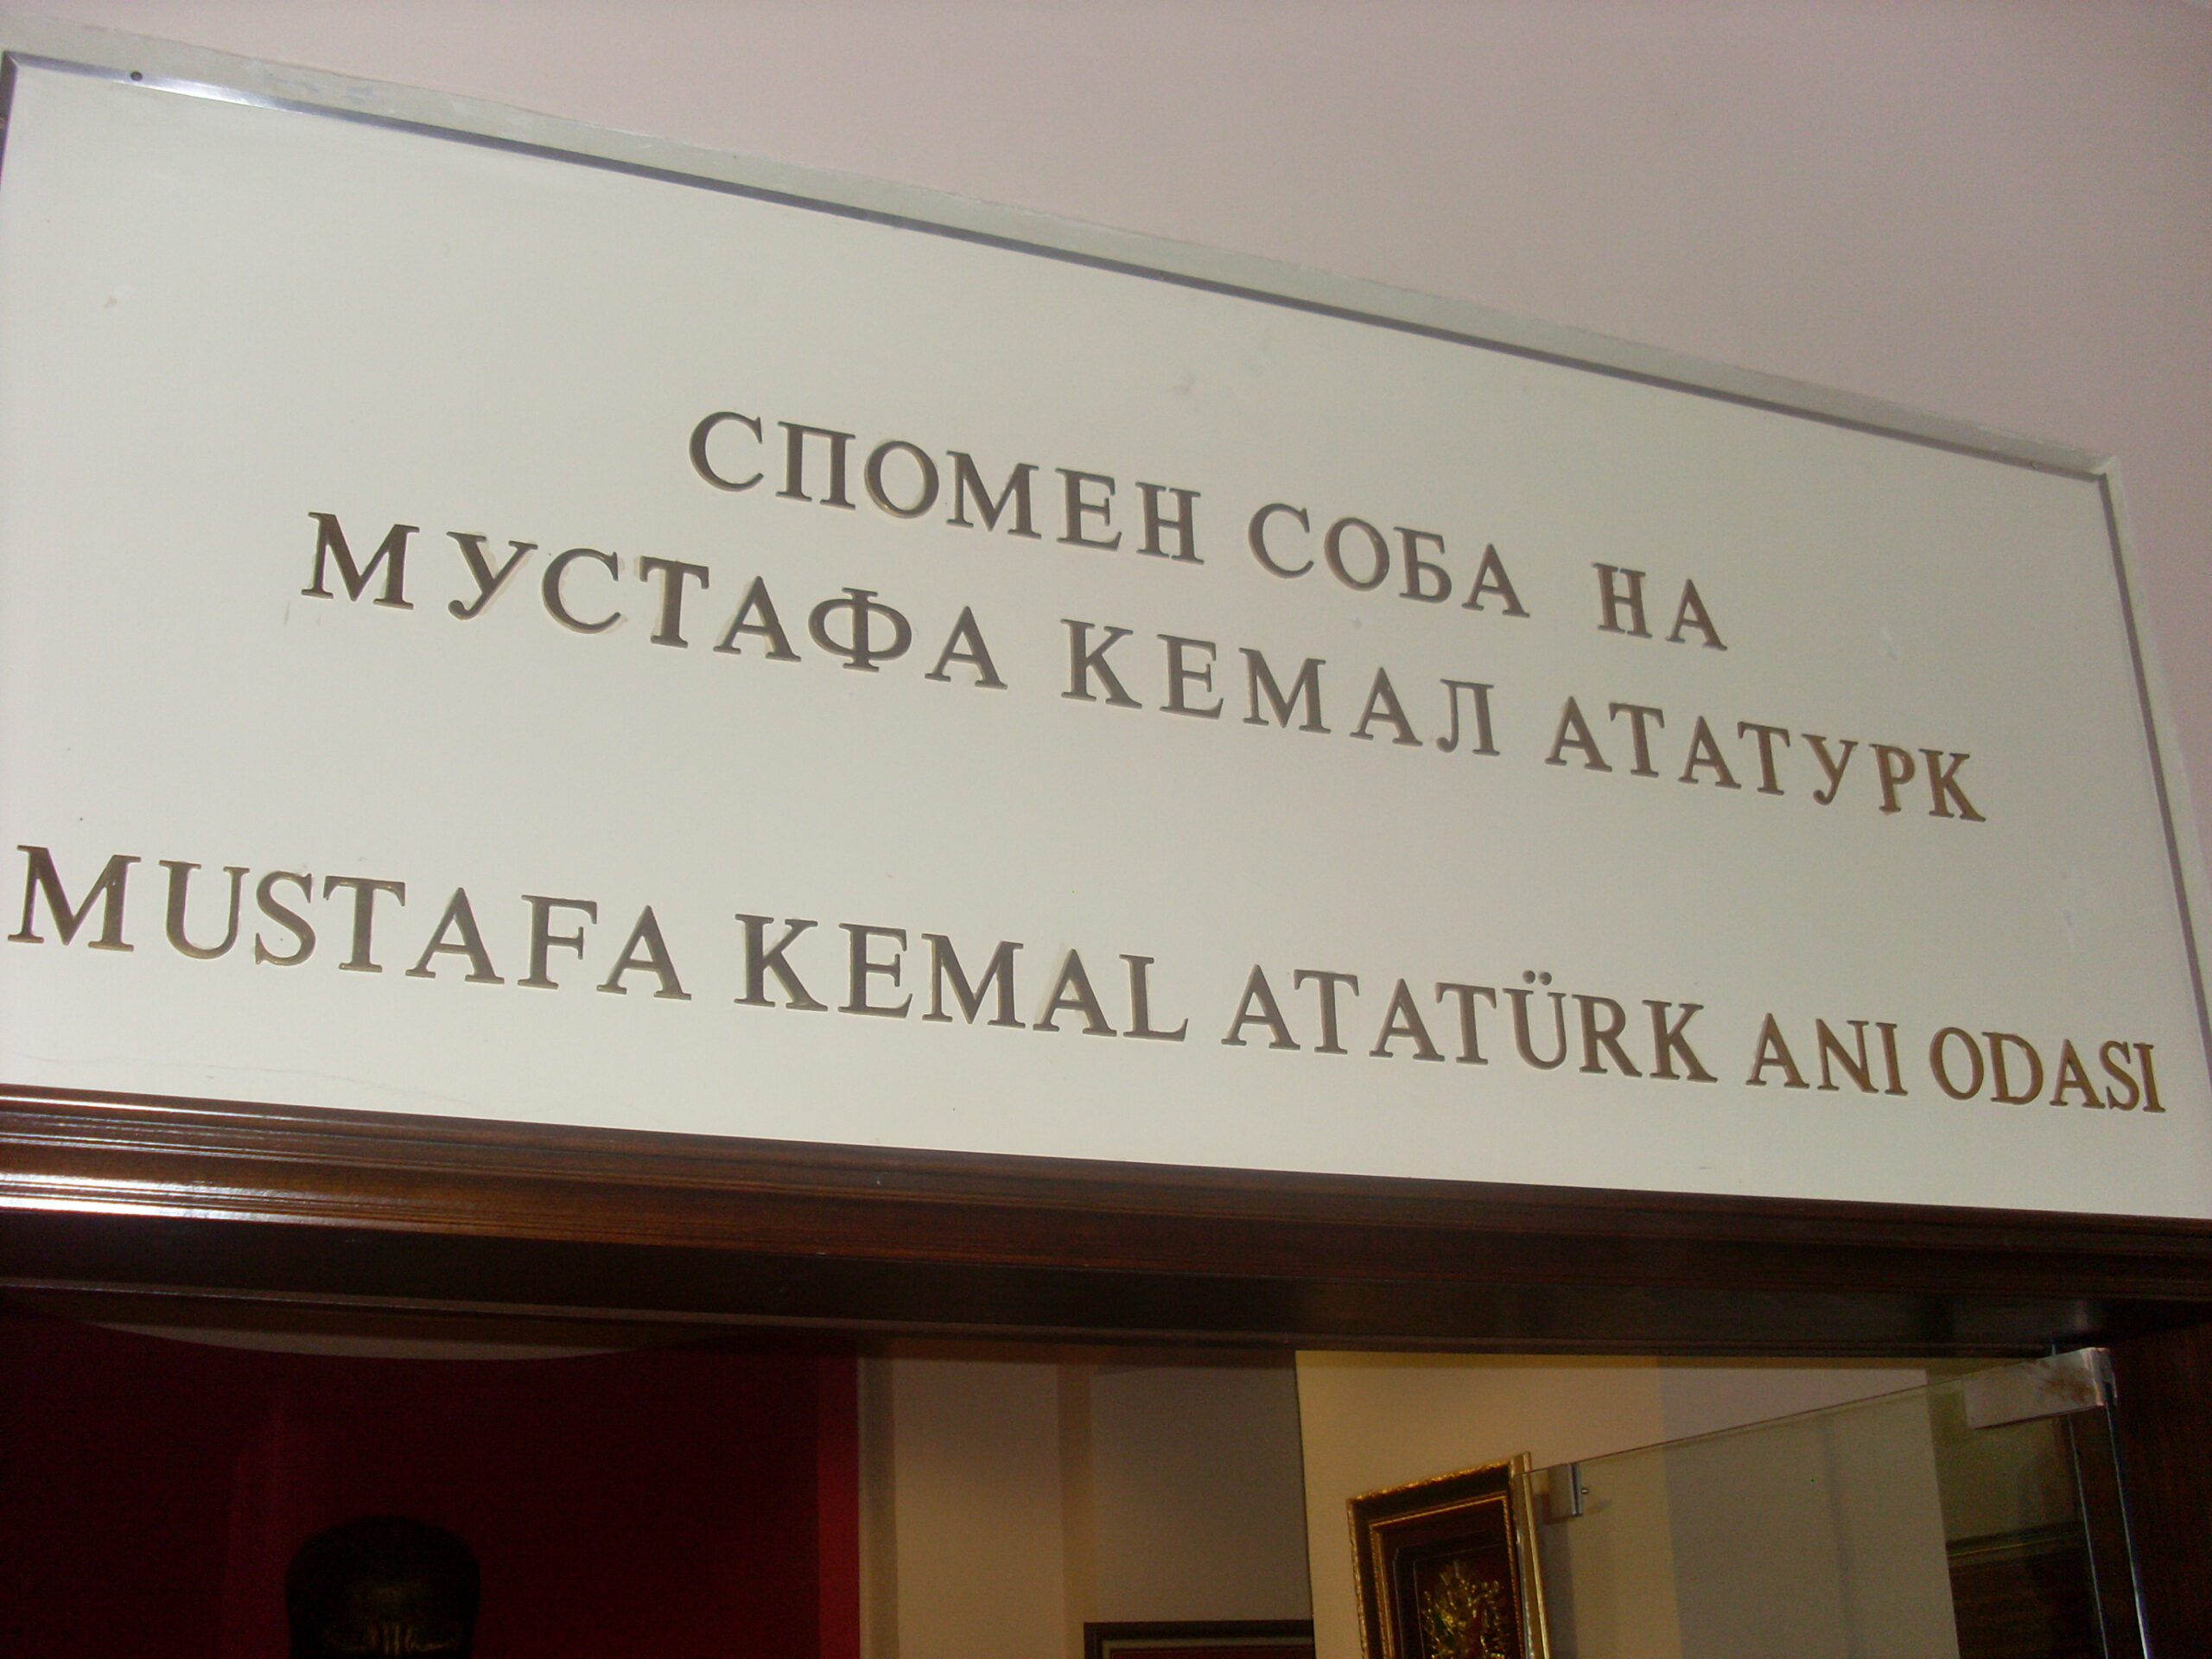 СПОМЕН СОБА НА
МУСТАФА КЕМАЛ АТАТУРК
MUSTAFA KEMAL ATATÜRK ANI ODASI